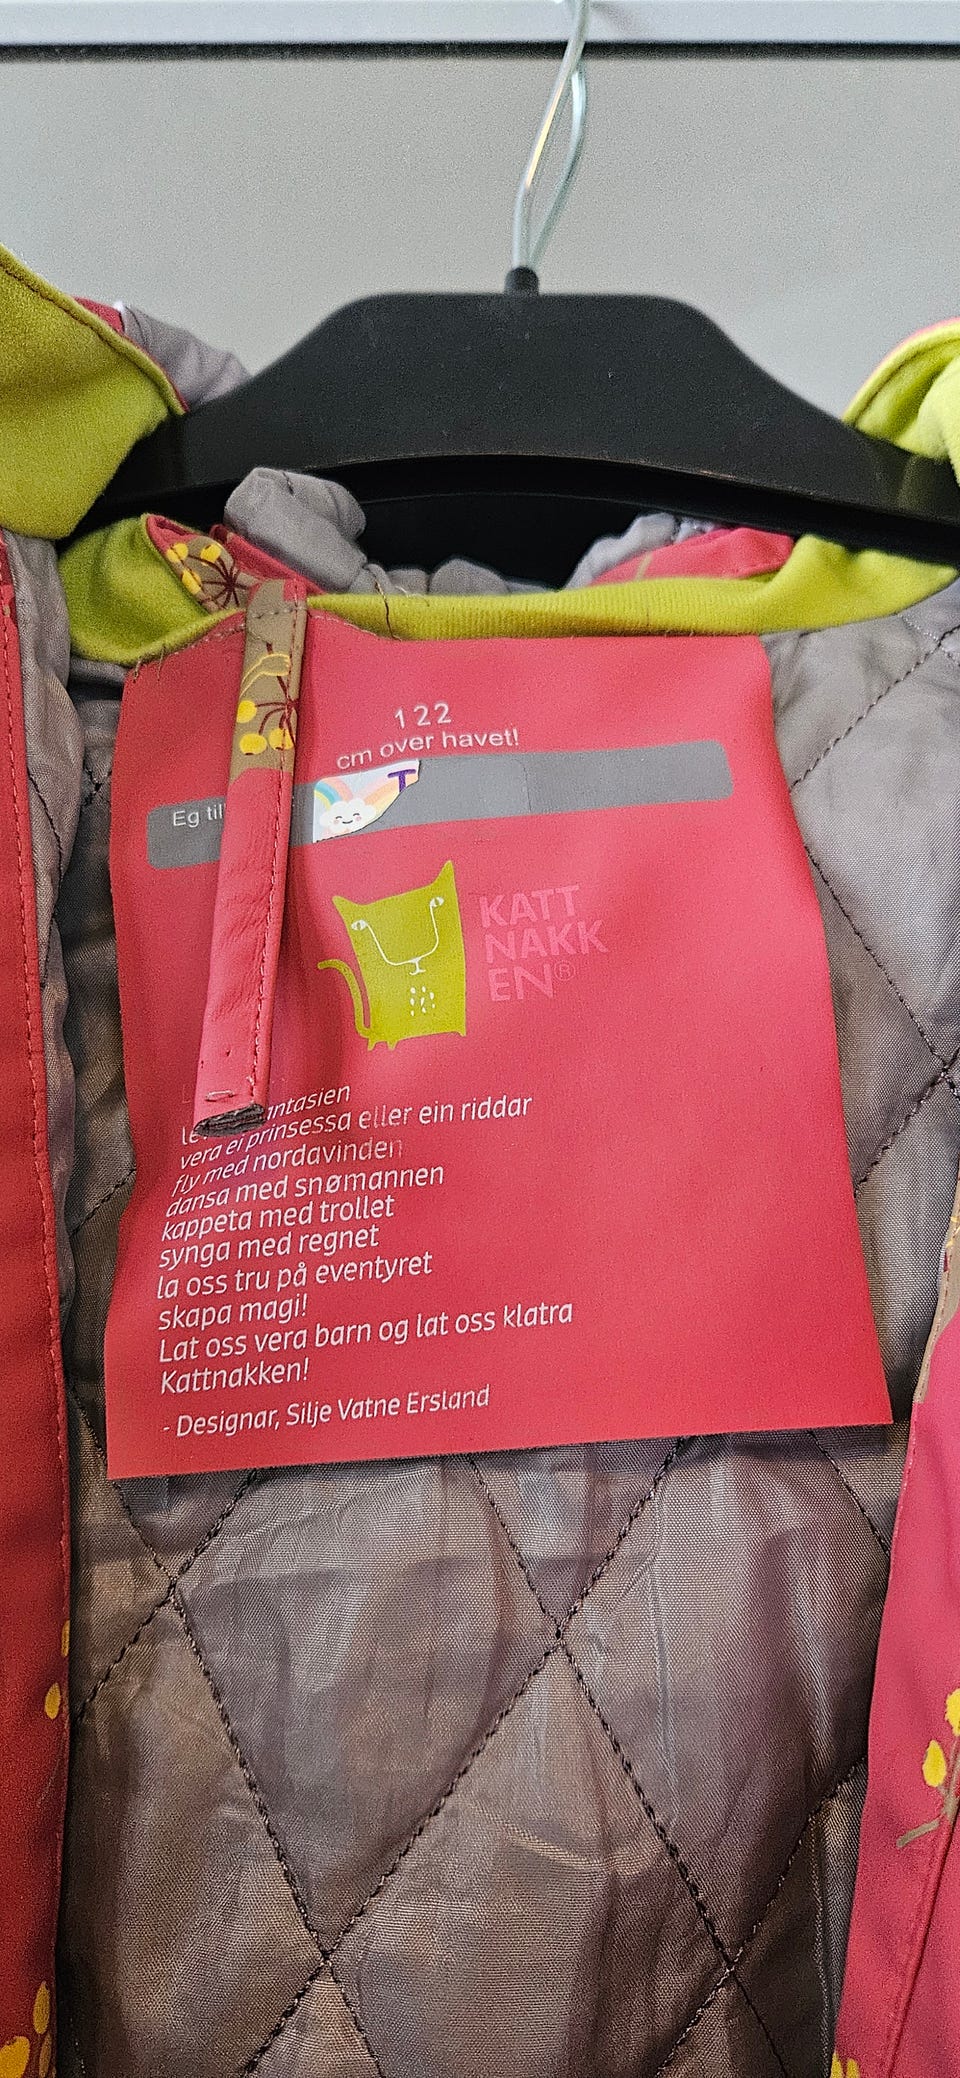 122
cm over havet!
Eg til
T
KATT
NAKK
EN®
vera ei prinsessa eller ein riddar
fly med nordavinden
dansa med snømannen
kappeta med trollet
synga med regnet
la oss tru på eventyret
skapa magi!
Lat oss vera barn og lat oss klatra
Kattnakken!
- Designar, Silje Vatne Ersland